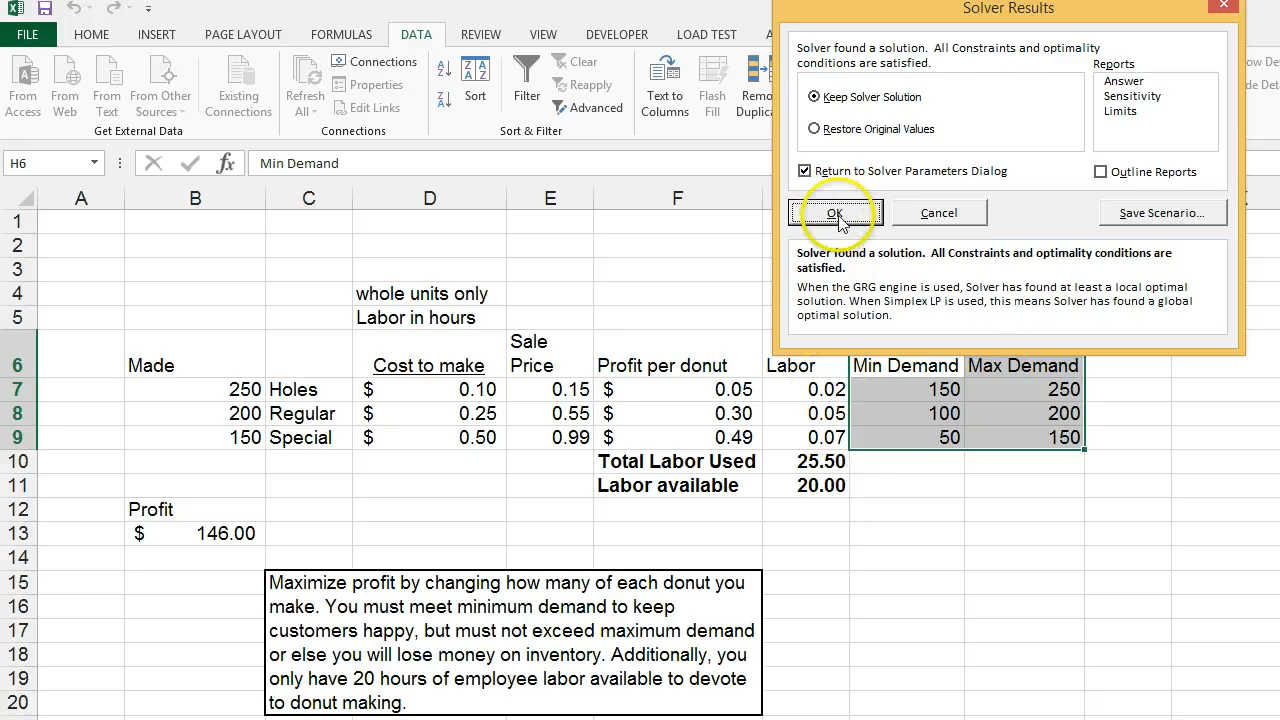 Solver Results
FILE HOME INSERT PAGE LAYOUT FORMULAS DATA REVIEW VIEW DEVELOPER LOAD TEST
Solver found a solution. All Constraints and optimality
conditions are satisfied.
Reports
Keep Solver Solution
Restore Original Values
Answer
Sensitivity
Limits
Return to Solver Parameters Dialog
Outline Reports
OK Cancel Save Scenario...
Solver found a solution. All Constraints and optimality conditions are
satisfied.
When the GRG engine is used, Solver has found at least a local optimal
solution. When Simplex LP is used, this means Solver has found a global
optimal solution.
From Access
From Web
From Text
From Other Sources
Existing Connections
Get External Data
Refresh All
Connections
Properties
Edit Links
Connections
Sort
Filter
Clear
Reapply
Advanced
Sort & Filter
Text to Columns
Flash Fill
H6 fx Min Demand
A B C D E F
1
2
3
4 whole units only
5 Labor in hours
Sale
6 Made Cost to make Price Profit per donut Labor Min Demand Max Demand
7 250 Holes $ 0.10 0.15 $ 0.05 0.02 150 250
8 200 Regular $ 0.25 0.55 $ 0.30 0.05 100 200
9 150 Special $ 0.50 0.99 $ 0.49 0.07 50 150
10 Total Labor Used 25.50
11 Labor available 20.00
12 Profit
13 $ 146.00
14
15 Maximize profit by changing how many of each donut you
16 make. You must meet minimum demand to keep
17 customers happy, but must not exceed maximum demand
18 or else you will lose money on inventory. Additionally, you
19 only have 20 hours of employee labor available to devote
20 to donut making.